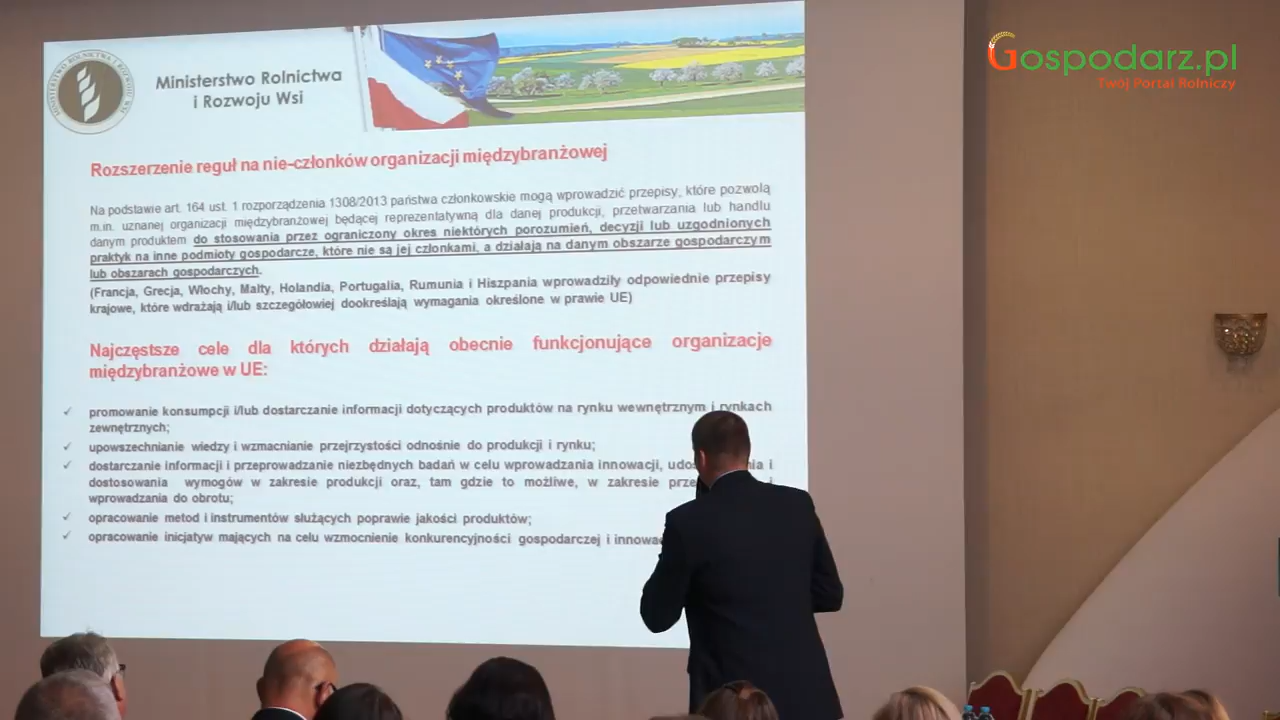 Gospodarz.pl
Twój Portal Rolniczy
MINISTERSTWO ROLNICTWA I ROZWOJU WSI
Ministerstwo Rolnictwa
i Rozwoju Wsi
Rozszerzenie reguł na nie-członków organizacji międzybranżowej
Na podstawie art. 164 ust. 1 rozporządzenia 1308/2013 państwa członkowskie mogą wprowadzić przepisy, które pozwolą
m.in. uznanej organizacji międzybranżowej będącej reprezentatywną dla danej produkcji, przetwarzania lub handlu
danym produktem do stosowania przez ograniczony okres niektórych porozumień, decyzji lub uzgodnionych
praktyk na inne podmioty gospodarcze, które nie są jej członkami, a działają na danym obszarze gospodarczym
lub obszarach gospodarczych.
(Francja, Grecja, Włochy, Malty, Holandia, Portugalia, Rumunia i Hiszpania wprowadziły odpowiednie przepisy
krajowe, które wdrażają i/lub szczegółowiej dookreślają wymagania określone w prawie UE)
Najczęstsze cele dla których działają obecnie funkcjonujące organizacje
międzybranżowe w UE:
✓ promowanie konsumpcji i/lub dostarczanie informacji dotyczących produktów na rynku wewnętrznym i rynkach
zewnętrznych;
✓ upowszechnianie wiedzy i wzmacnianie przejrzystości odnośnie do produkcji i rynku;
✓ dostarczanie informacji i przeprowadzanie niezbędnych badań w celu wprowadzania innowacji, i
dostosowania wymogów w zakresie produkcji oraz, tam gdzie to możliwe, w zakresie
wprowadzania do obrotu;
✓ opracowanie metod i instrumentów służących poprawie jakości produktów;
✓ opracowanie inicjatyw mających na celu wzmocnienie konkurencyjności gospodarczej i